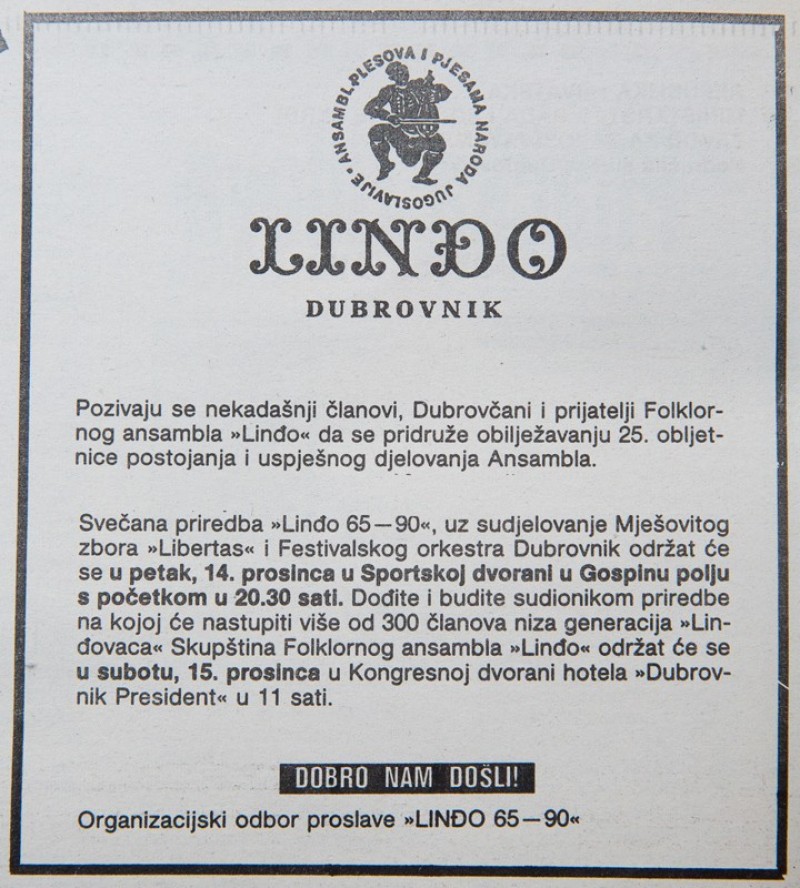 ANSAMBL PLESOVA I PJESAMA NARODA JUGOSLAVIJE
LINĐO
DUBROVNIK
Pozivaju se nekadašnji članovi, Dubrovčani i prijatelji Folklor-
nog ansambla »Linđo« da se pridruže obilježavanju 25. obljet-
nice postojanja i uspješnog djelovanja Ansambla.
Svečana priredba »Linđo 65—90«, uz sudjelovanje Mješovitog
zbora »Libertas« i Festivalskog orkestra Dubrovnik održat će
se u petak, 14. prosinca u Sportskoj dvorani u Gospinu polju
s početkom u 20.30 sati. Dođite i budite sudionikom priredbe
na kojoj će nastupiti više od 300 članova niza generacija »Lin-
đovaca« Skupština Folklornog ansambla »Linđo« održat će se
u subotu, 15. prosinca u Kongresnoj dvorani hotela »Dubrov-
nik President« u 11 sati.
DOBRO NAM DOŠLI!
Organizacijski odbor proslave »LINĐO 65—90«